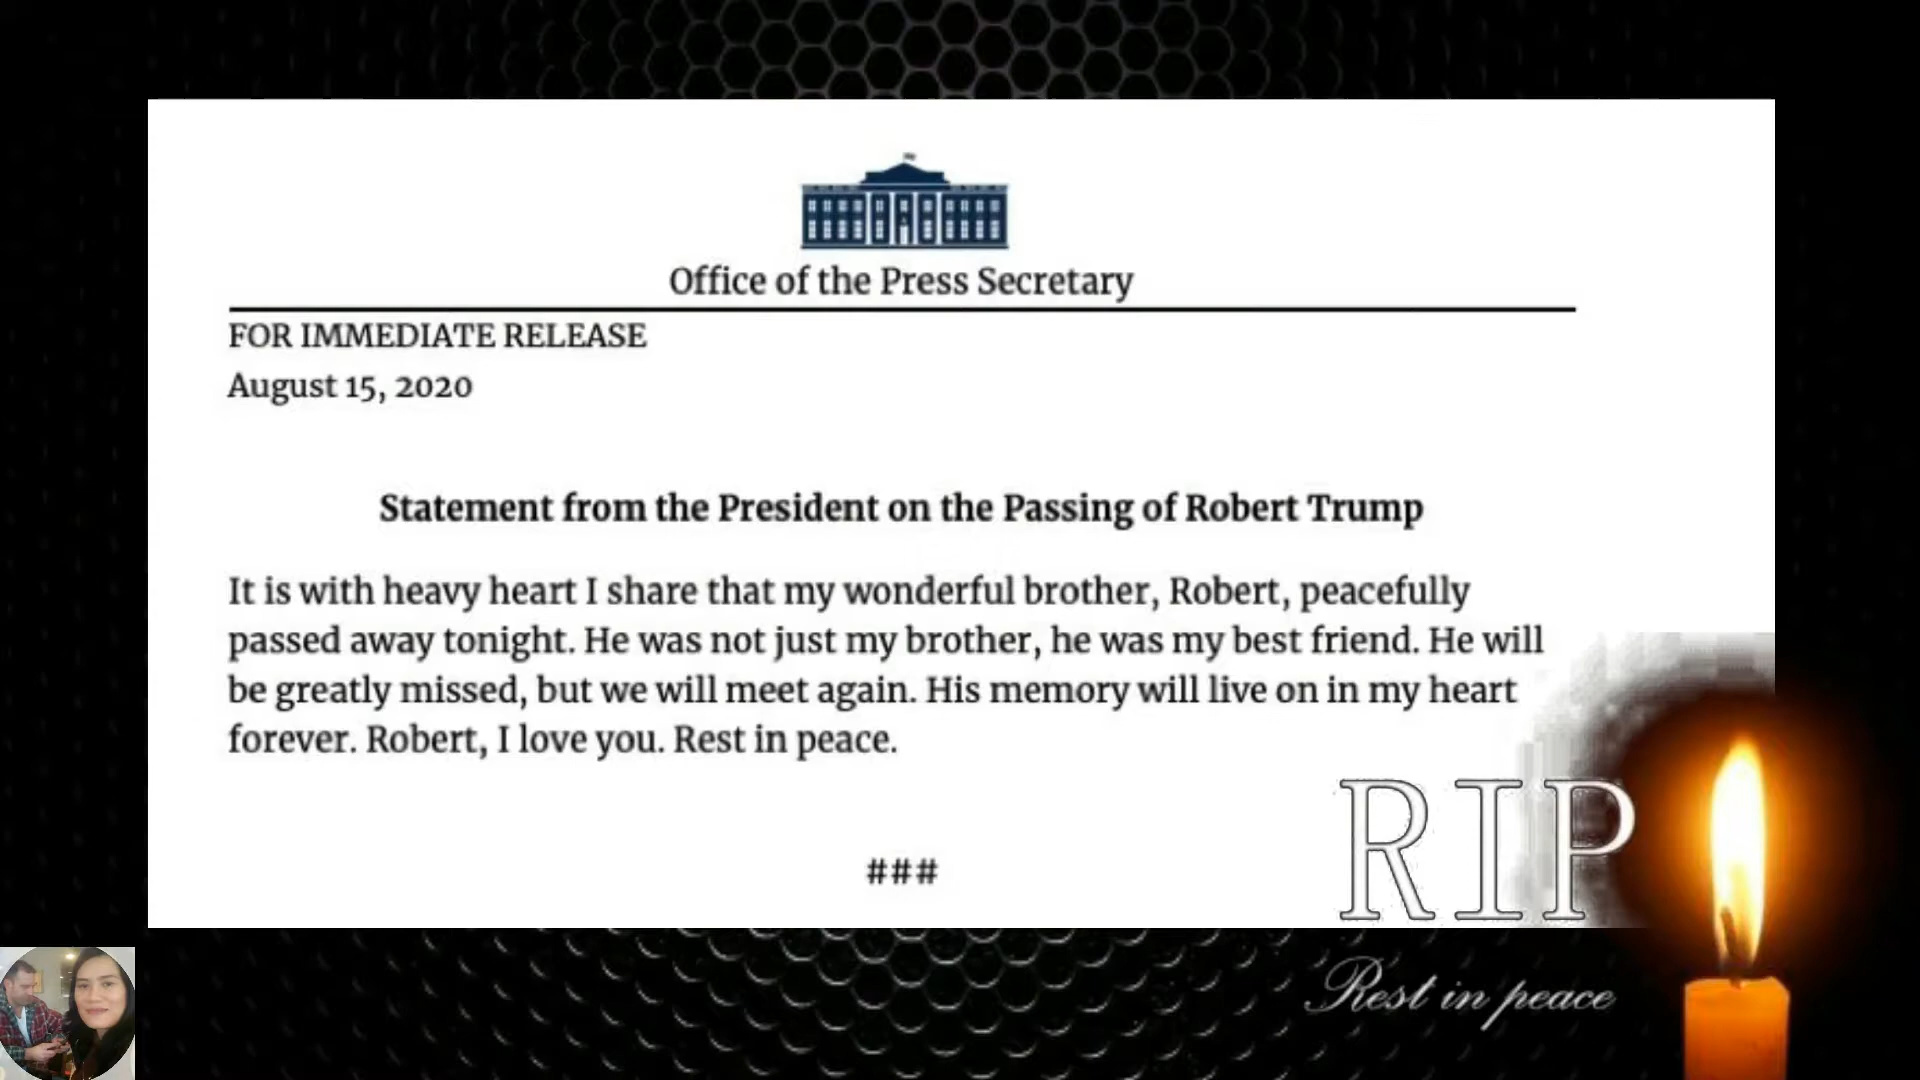 Office of the Press Secretary
FOR IMMEDIATE RELEASE
August 15, 2020
Statement from the President on the Passing of Robert Trump
It is with heavy heart I share that my wonderful brother, Robert, peacefully
passed away tonight. He was not just my brother, he was my best friend. He will
be greatly missed, but we will meet again. His memory will live on in my heart
forever. Robert, I love you. Rest in peace.
###
RIP
Rest in peace